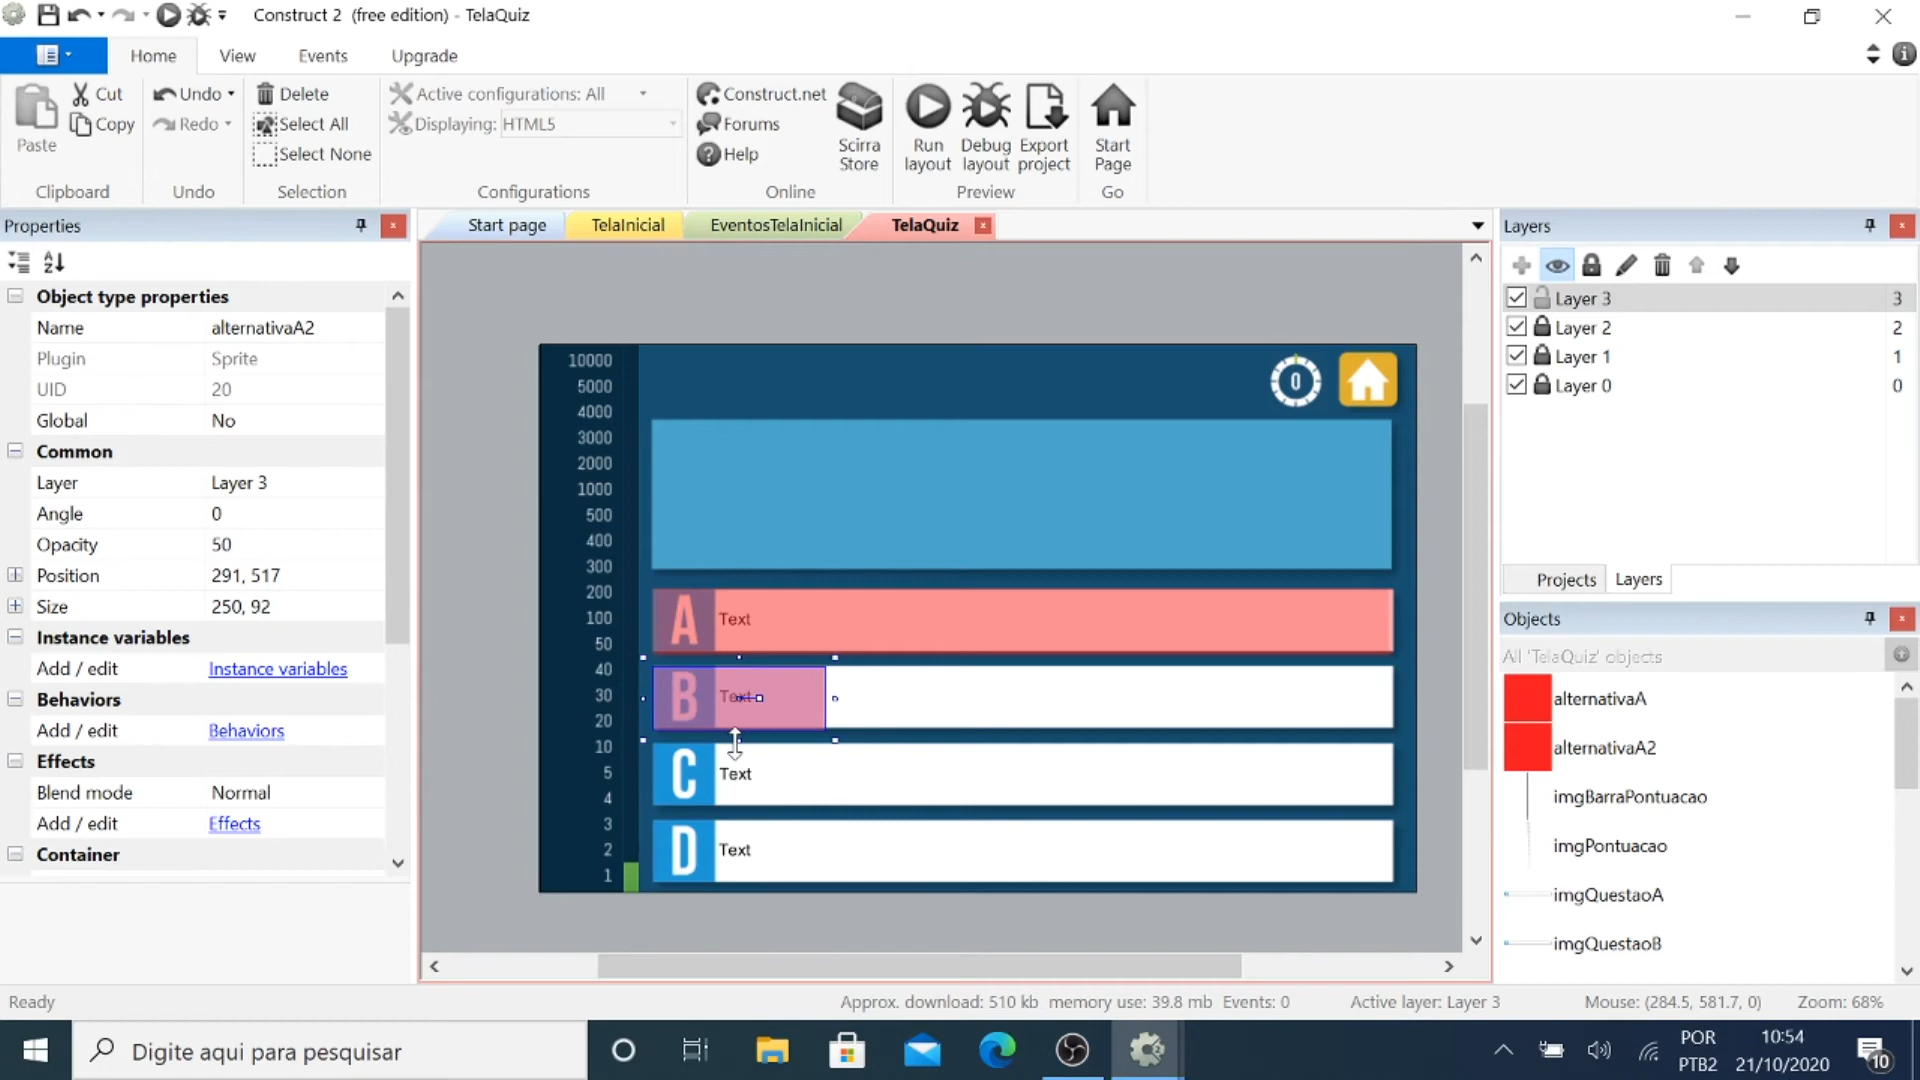 Construct 2 (free edition) - TelaQuiz
Home View Events Upgrade
Paste
Cut
Copy
Clipboard
Undo
Redo
Undo
Delete
Select All
Select None
Selection
Active configurations: All
Displaying: HTML5
Configurations
Construct.net
Forums
Help
Scirra Store
Online
Run layout
Debug layout
Export project
Preview
Start Page
Go
Properties
Object type properties
Name alternativaA2
Plugin Sprite
UID 20
Global No
Common
Layer Layer 3
Angle 0
Opacity 50
Position 291, 517
Size 250, 92
Instance variables
Add / edit Instance variables
Behaviors
Add / edit Behaviors
Effects
Blend mode Normal
Add / edit Effects
Container
Start page TelaInicial EventosTelaInicial TelaQuiz
10000
5000
4000
3000
2000
1000
500
400
300
200
100
50
40
30
20
10
5
4
3
2
1
0
A Text
B Text
C Text
D Text
Layers
Layer 3 3
Layer 2 2
Layer 1 1
Layer 0 0
Projects Layers
Objects
All 'TelaQuiz' objects
alternativaA
alternativaA2
imgBarraPontuacao
imgPontuacao
imgQuestaoA
imgQuestaoB
Ready
Approx. download: 510 kb memory use: 39.8 mb Events: 0 Active layer: Layer 3 Mouse: (284.5, 581.7, 0) Zoom: 68%
Digite aqui para pesquisar
POR
PTB2
10:54
21/10/2020
10